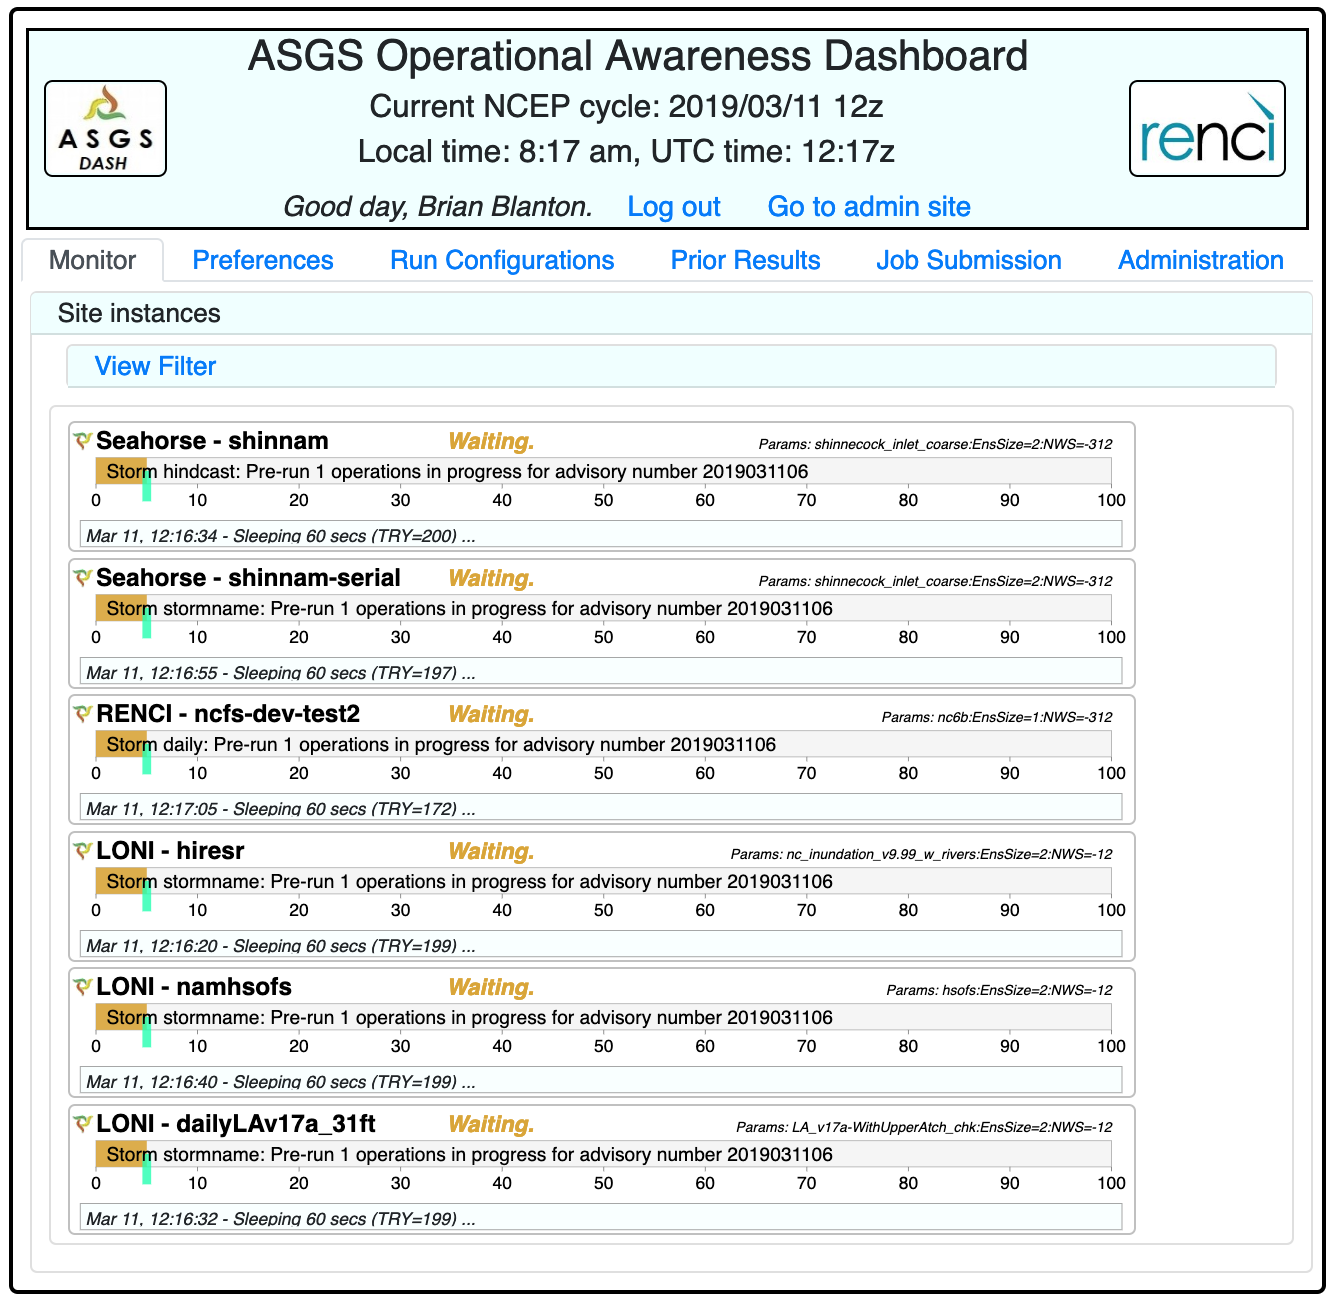 ASGS Operational Awareness Dashboard
Current NCEP cycle: 2019/03/11 12z
Local time: 8:17 am, UTC time: 12:17z
Good day, Brian Blanton. Log out Go to admin site
A S G S
DASH
renci
Monitor Preferences Run Configurations Prior Results Job Submission Administration
Site instances
View Filter
Seahorse - shinnam Waiting. Params: shinnecock_inlet_coarse:EnsSize=2:NWS=-312
Storm hindcast: Pre-run 1 operations in progress for advisory number 2019031106
0 10 20 30 40 50 60 70 80 90 100
Mar 11, 12:16:34 - Sleeping 60 secs (TRY=200) ...
Seahorse - shinnam-serial Waiting. Params: shinnecock_inlet_coarse:EnsSize=2:NWS=-312
Storm stormname: Pre-run 1 operations in progress for advisory number 2019031106
0 10 20 30 40 50 60 70 80 90 100
Mar 11, 12:16:55 - Sleeping 60 secs (TRY=197) ...
RENCI - ncfs-dev-test2 Waiting. Params: nc6b:EnsSize=1:NWS=-312
Storm daily: Pre-run 1 operations in progress for advisory number 2019031106
0 10 20 30 40 50 60 70 80 90 100
Mar 11, 12:17:05 - Sleeping 60 secs (TRY=172) ...
LONI - hiresr Waiting. Params: nc_inundation_v9.99_w_rivers:EnsSize=2:NWS=-12
Storm stormname: Pre-run 1 operations in progress for advisory number 2019031106
0 10 20 30 40 50 60 70 80 90 100
Mar 11, 12:16:20 - Sleeping 60 secs (TRY=199) ...
LONI - namhsofs Waiting. Params: hsofs:EnsSize=2:NWS=-12
Storm stormname: Pre-run 1 operations in progress for advisory number 2019031106
0 10 20 30 40 50 60 70 80 90 100
Mar 11, 12:16:40 - Sleeping 60 secs (TRY=199) ...
LONI - dailyLAv17a_31ft Waiting. Params: LA_v17a-WithUpperAtch_chk:EnsSize=2:NWS=-12
Storm stormname: Pre-run 1 operations in progress for advisory number 2019031106
0 10 20 30 40 50 60 70 80 90 100
Mar 11, 12:16:32 - Sleeping 60 secs (TRY=199) ...